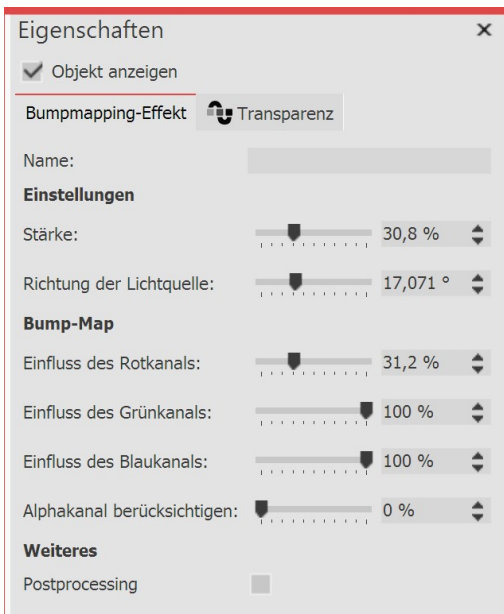 Eigenschaften
Objekt anzeigen
Bumpmapping-Effekt Transparenz
Name:
Einstellungen
Stärke: 30,8 %
Richtung der Lichtquelle: 17,071 °
Bump-Map
Einfluss des Rotkanals: 31,2 %
Einfluss des Grünkanals: 100 %
Einfluss des Blaukanals: 100 %
Alphakanal berücksichtigen: 0 %
Weiteres
Postprocessing